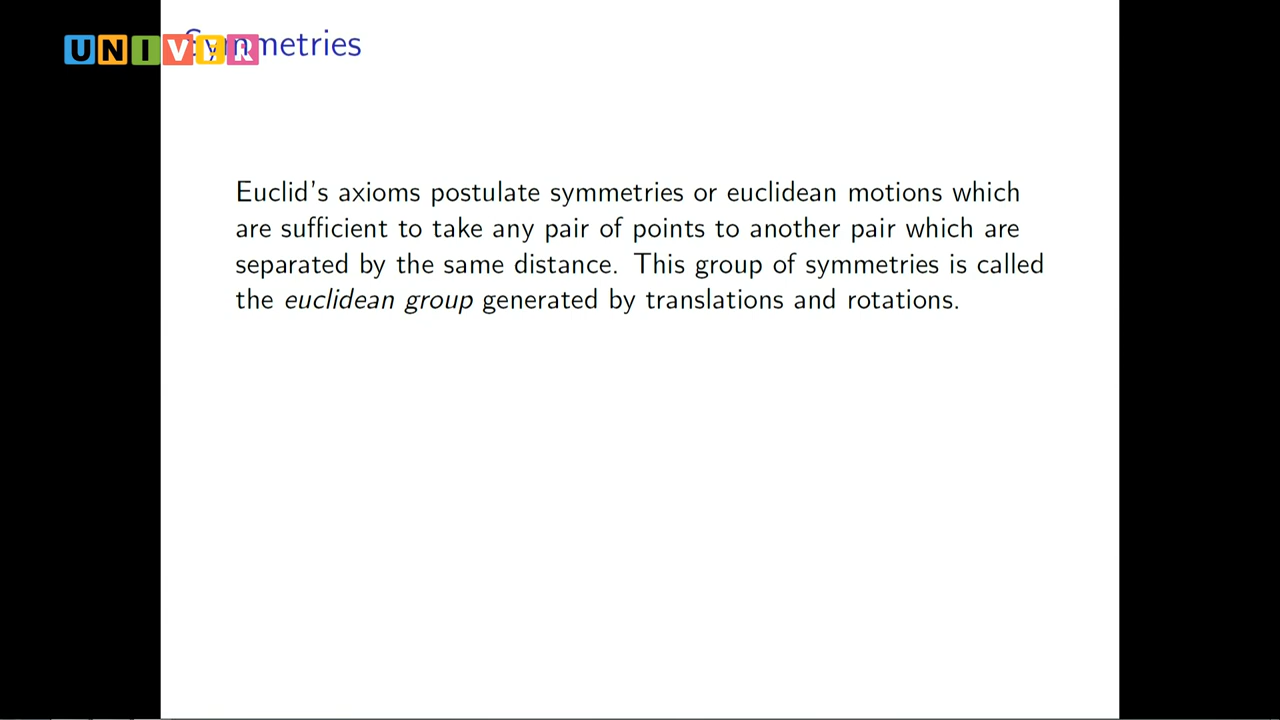 Symmetries
UNIVER
Euclid's axioms postulate symmetries or euclidean motions which
are sufficient to take any pair of points to another pair which are
separated by the same distance. This group of symmetries is called
the euclidean group generated by translations and rotations.